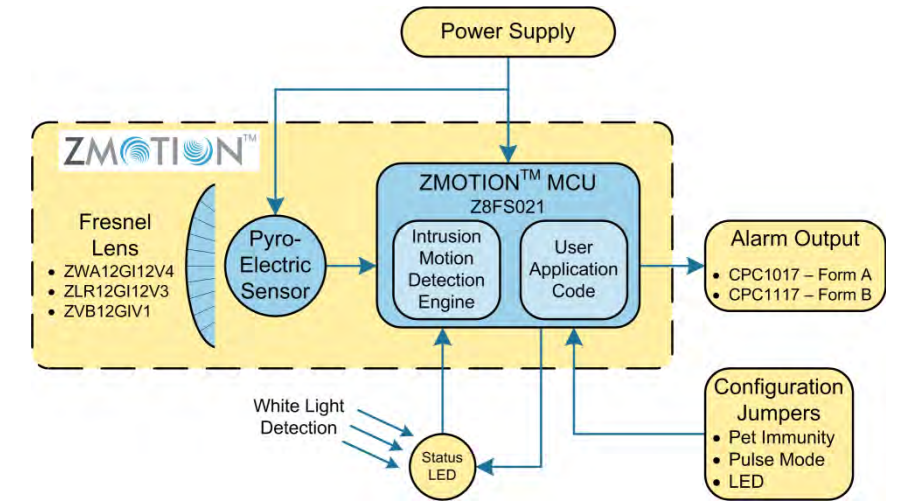 Power Supply
ZMOTION™
ZMOTION™ MCU
Z8FS021
Fresnel
Lens
• ZWA12GI12V4
• ZLR12GI12V3
• ZVB12GIV1
Pyro-
Electric
Sensor
Intrusion
Motion
Detection
Engine
User
Application
Code
Alarm Output
• CPC1017 – Form A
• CPC1117 – Form B
White Light
Detection
Status
LED
Configuration
Jumpers
• Pet Immunity
• Pulse Mode
• LED